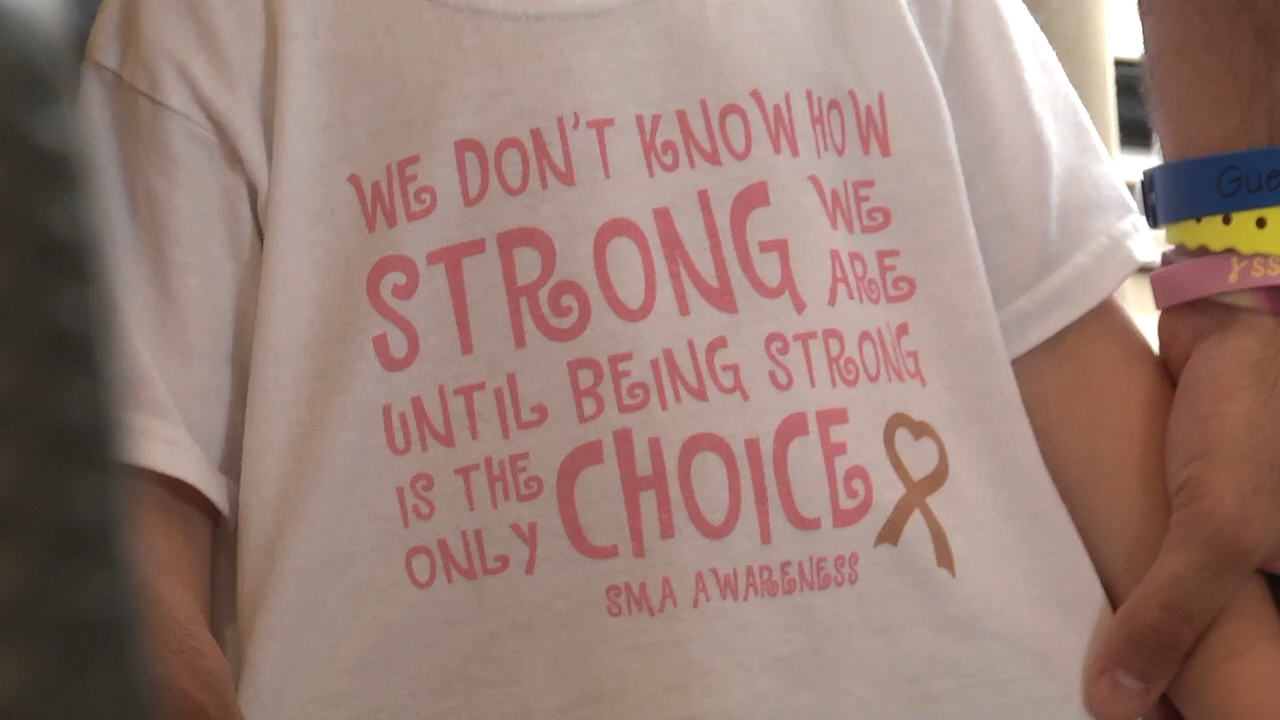 WE DON'T KNOW HOW
STRONG WE ARE
UNTIL BEING STRONG
IS THE ONLY CHOICE
SMA AWARENESS